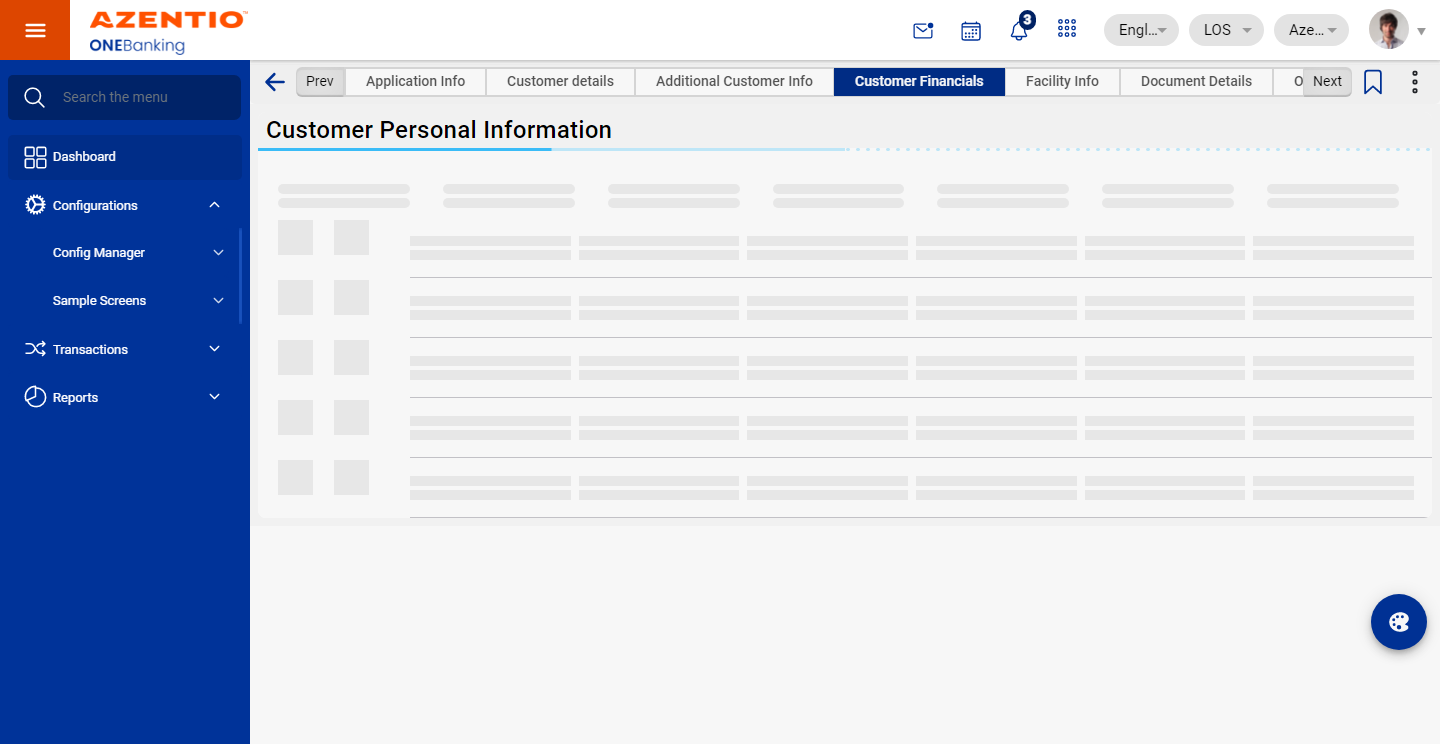 AZENTIO™
ONEBanking
3
Engl...
LOS
Aze...
Search the menu
Dashboard
Configurations
Config Manager
Sample Screens
Transactions
Reports
Prev
Application Info
Customer details
Additional Customer Info
Customer Financials
Facility Info
Document Details
O
Next
Customer Personal Information